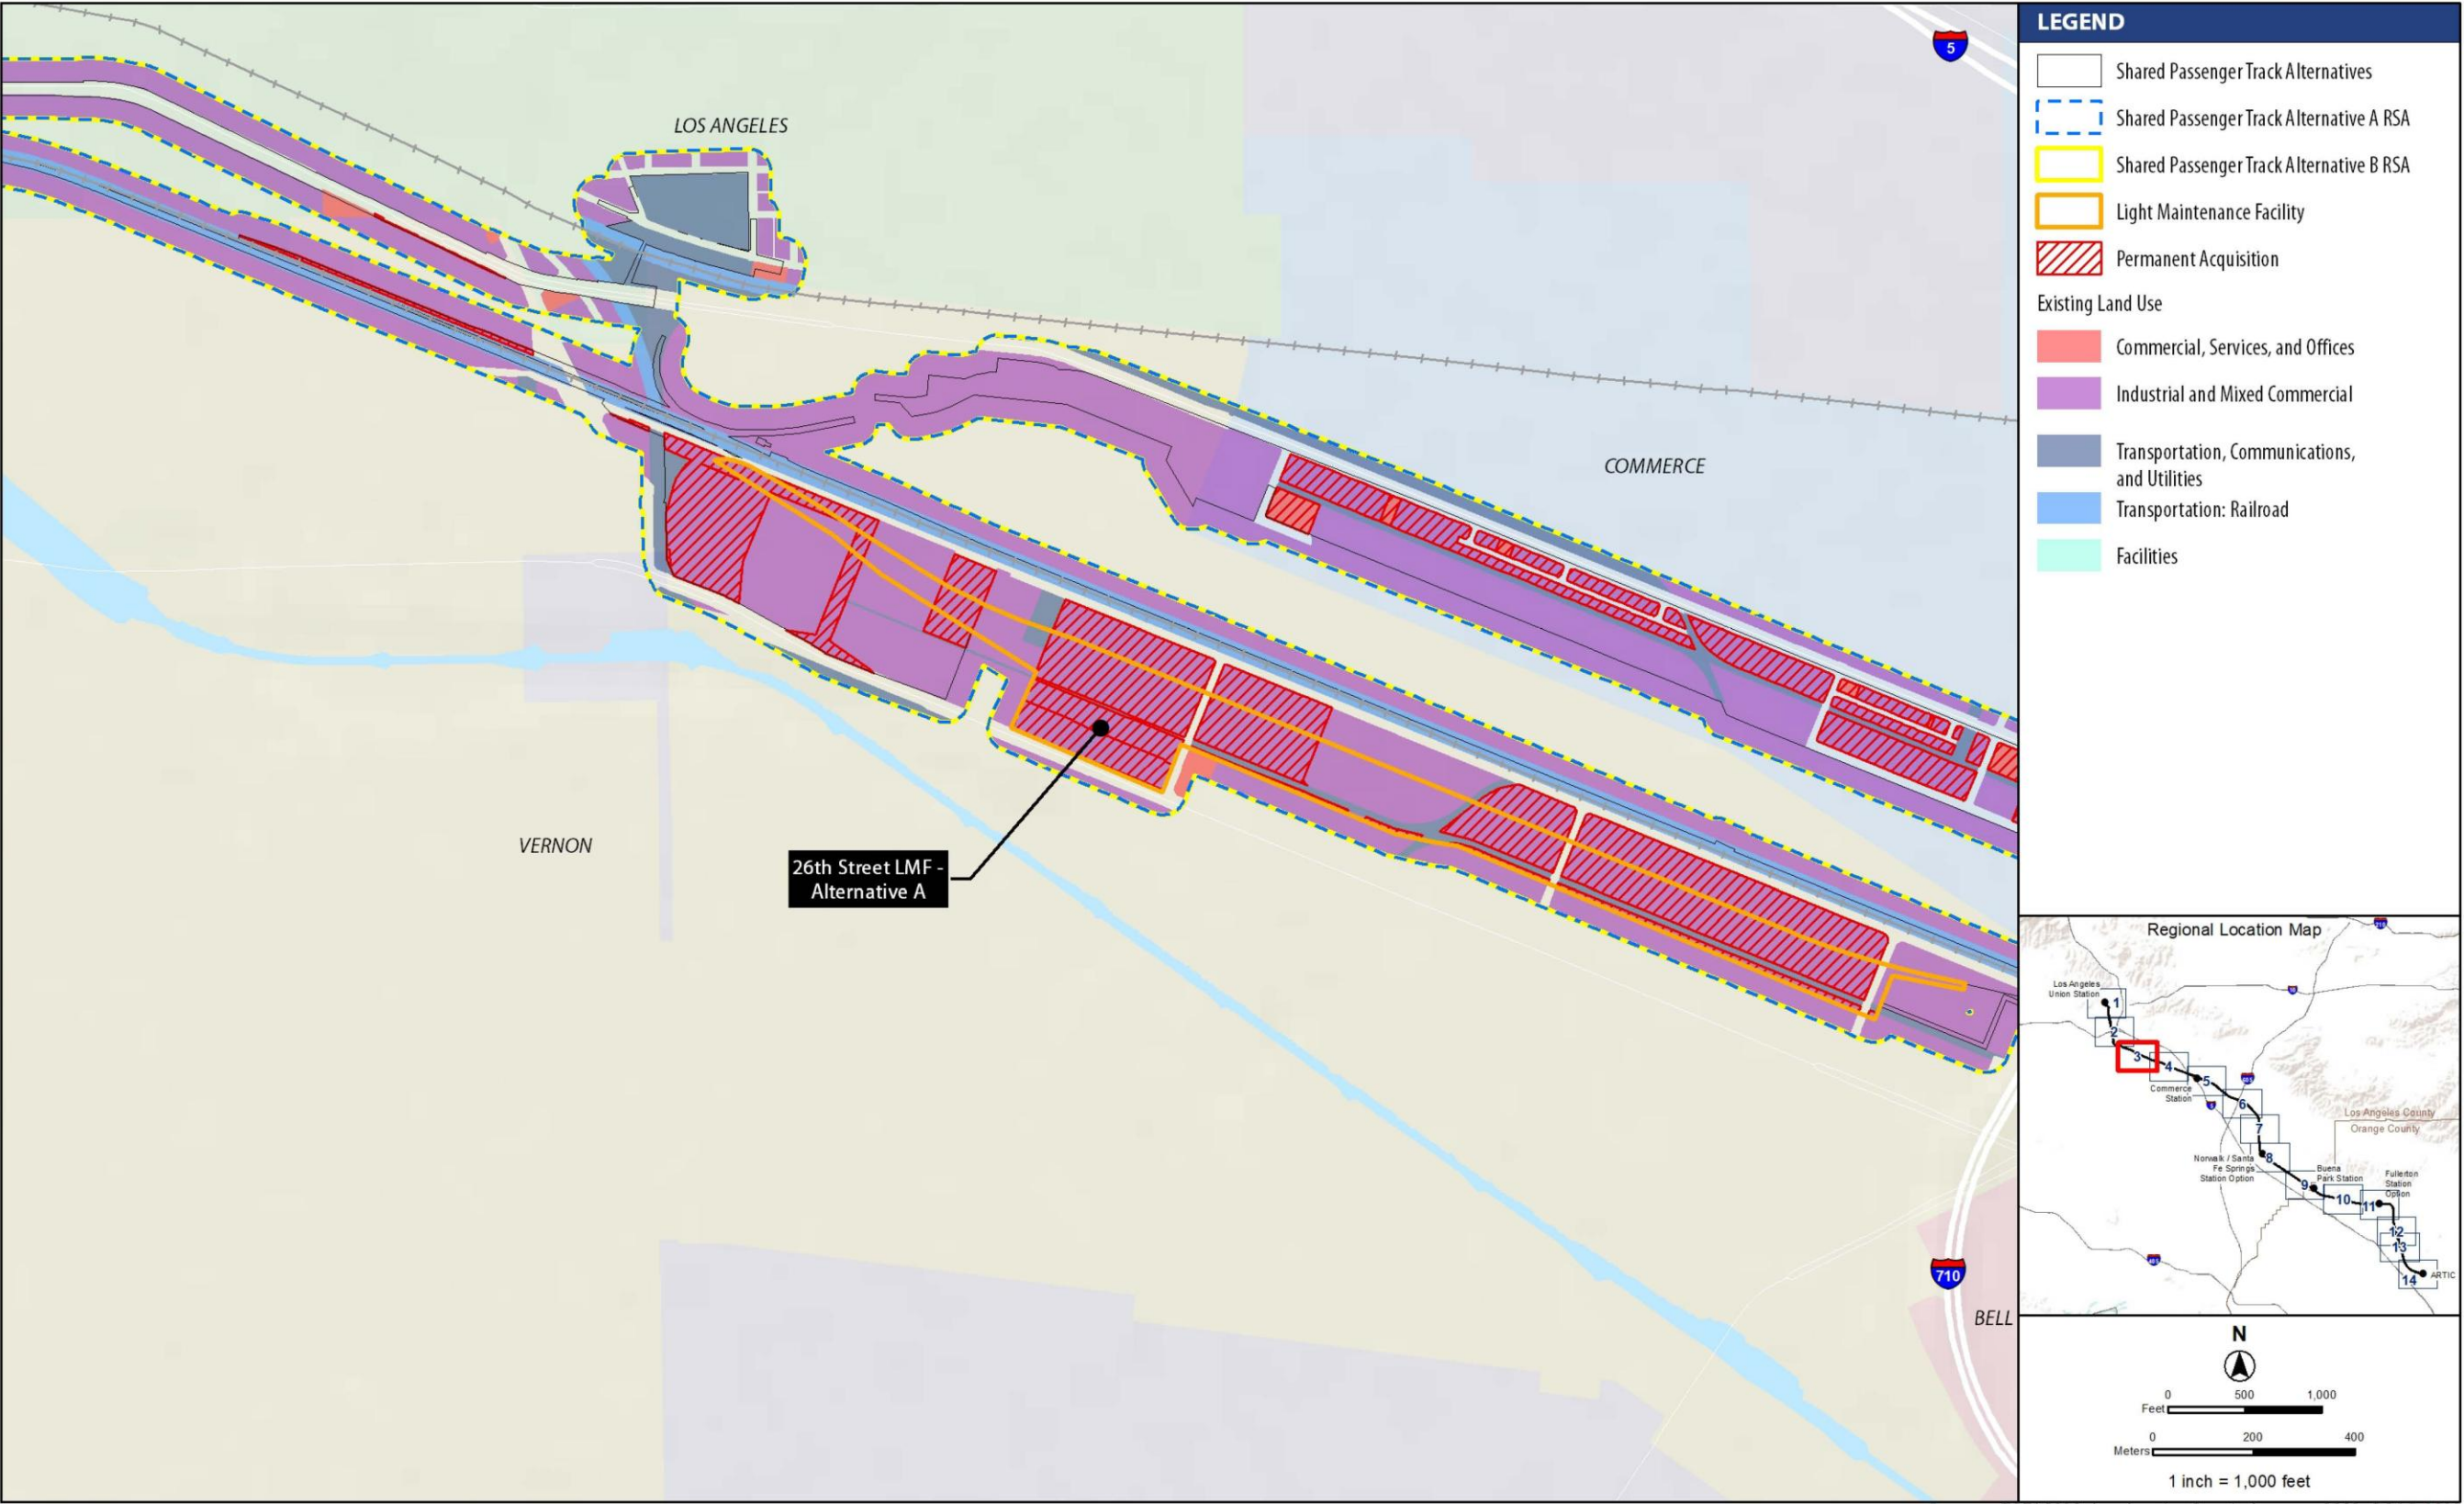 LOS ANGELES
5
COMMERCE
VERNON
26th Street LMF -
Alternative A
710
BELL
LEGEND
Shared Passenger Track Alternatives
Shared Passenger Track Alternative A RSA
Shared Passenger Track Alternative B RSA
Light Maintenance Facility
Permanent Acquisition
Existing Land Use
Commercial, Services, and Offices
Industrial and Mixed Commercial
Transportation, Communications,
and Utilities
Transportation: Railroad
Facilities
Regional Location Map
Los Angeles
Union Station
1
2
3
4
5
Commerce
Station
6
Los Angeles County
Orange County
7
Norwalk / Santa
Fe Springs
Station Option
8
Buena
Park Station
Fullerton
Station
Option
9
10
11
12
13
14
ARTIC
N
0 500 1,000
Feet
0 200 400
Meters
1 inch = 1,000 feet